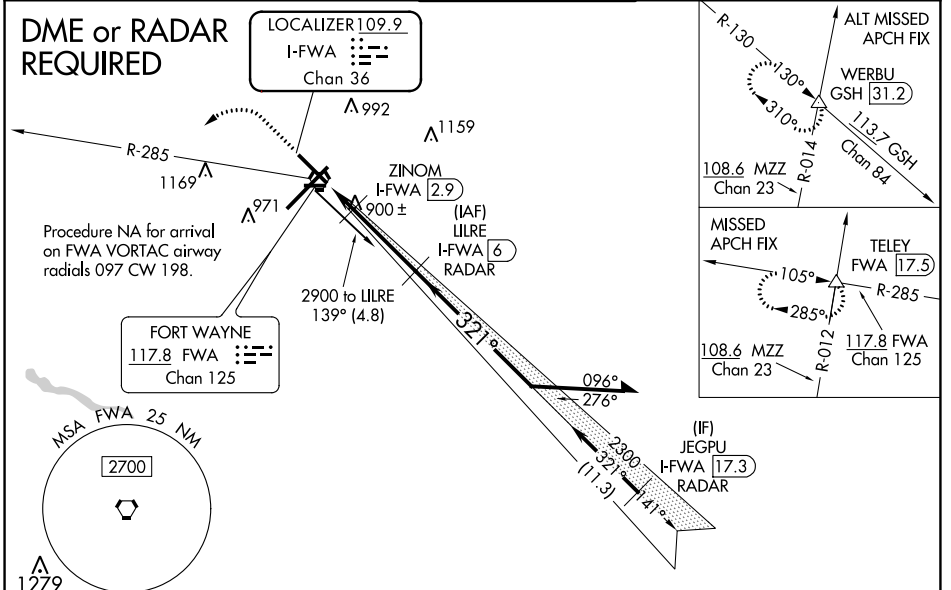 DME or RADAR
REQUIRED
LOCALIZER 109.9
I-FWA
Chan 36
992
1159
R-285
1169
971
ZINOM
I-FWA 2.9
900 ±
(IAF)
LILRE
I-FWA 6
RADAR
Procedure NA for arrival
on FWA VORTAC airway
radials 097 CW 198.
2900 to LILRE
139° (4.8)
321°
FORT WAYNE
117.8 FWA
Chan 125
096°
276°
(IF)
JEGPU
I-FWA 17.3
RADAR
2300
321°
(11.3)
141°
MSA FWA 25 NM
2700
1279
ALT MISSED
APCH FIX
R-130
130°
310°
WERBU
GSH 31.2
113.7 GSH
Chan 84
R-014
108.6 MZZ
Chan 23
MISSED
APCH FIX
TELEY
FWA 17.5
105°
285°
R-285
R-012
108.6 MZZ
Chan 23
117.8 FWA
Chan 125